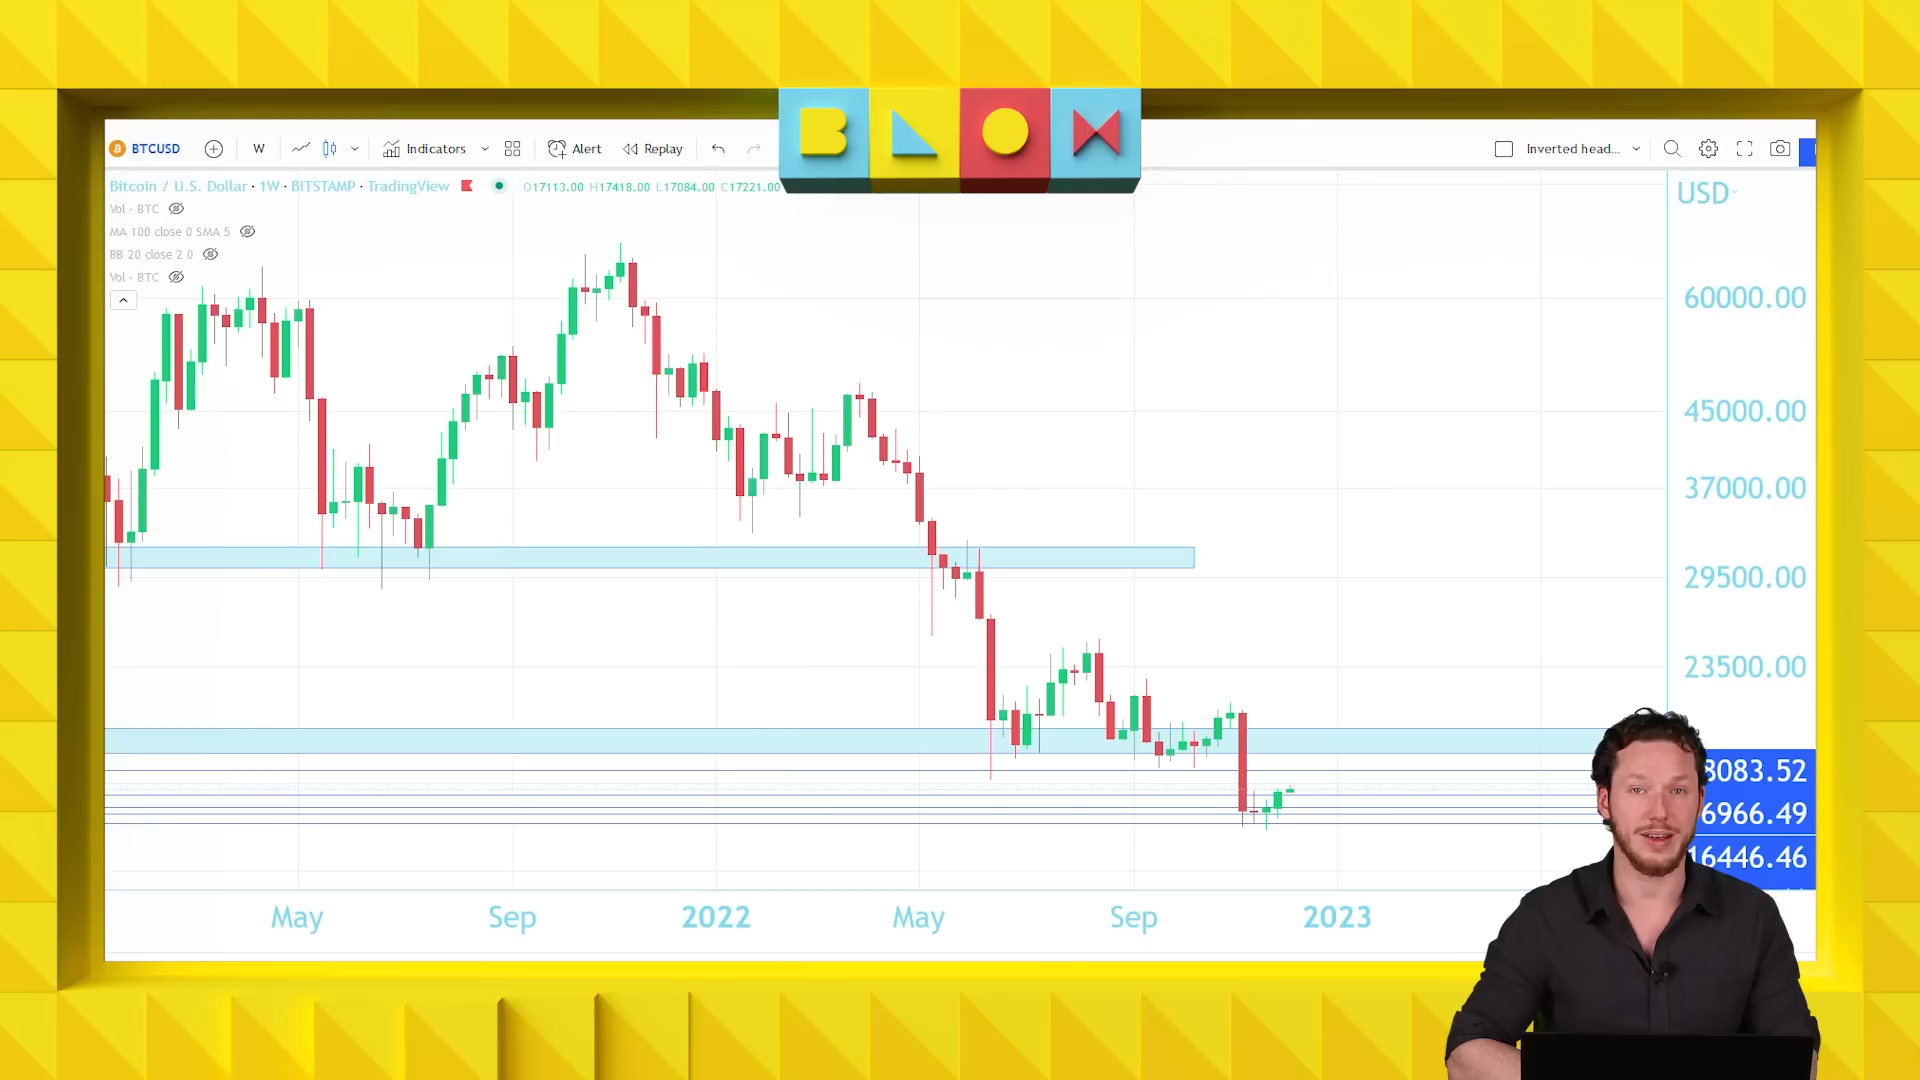 BLOX
BTCUSD W Indicators Alert Replay Inverted head...
Bitcoin / U.S. Dollar · 1W · BITSTAMP · TradingView O17113.00 H17418.00 L17084.00 C17221.00
USD
Vol · BTC
MA 100 close 0 SMA 5
BB 20 close 2 0
Vol · BTC
60000.00
45000.00
37000.00
29500.00
23500.00
8083.52
6966.49
16446.46
May Sep 2022 May Sep 2023